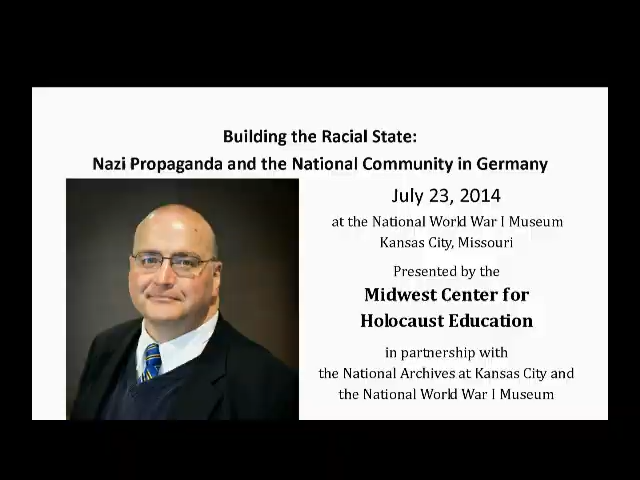 Building the Racial State:
Nazi Propaganda and the National Community in Germany
July 23, 2014
at the National World War I Museum
Kansas City, Missouri
Presented by the
Midwest Center for
Holocaust Education
in partnership with
the National Archives at Kansas City and
the National World War I Museum